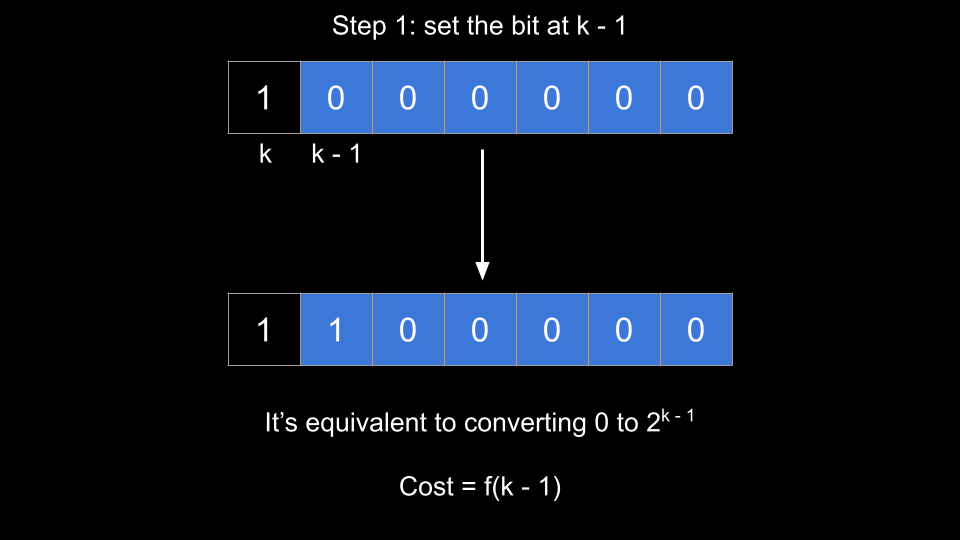 Step 1: set the bit at k - 1
1 0 0 0 0 0 0
k k - 1
1 1 0 0 0 0 0
It’s equivalent to converting 0 to 2^k - 1
Cost = f(k - 1)